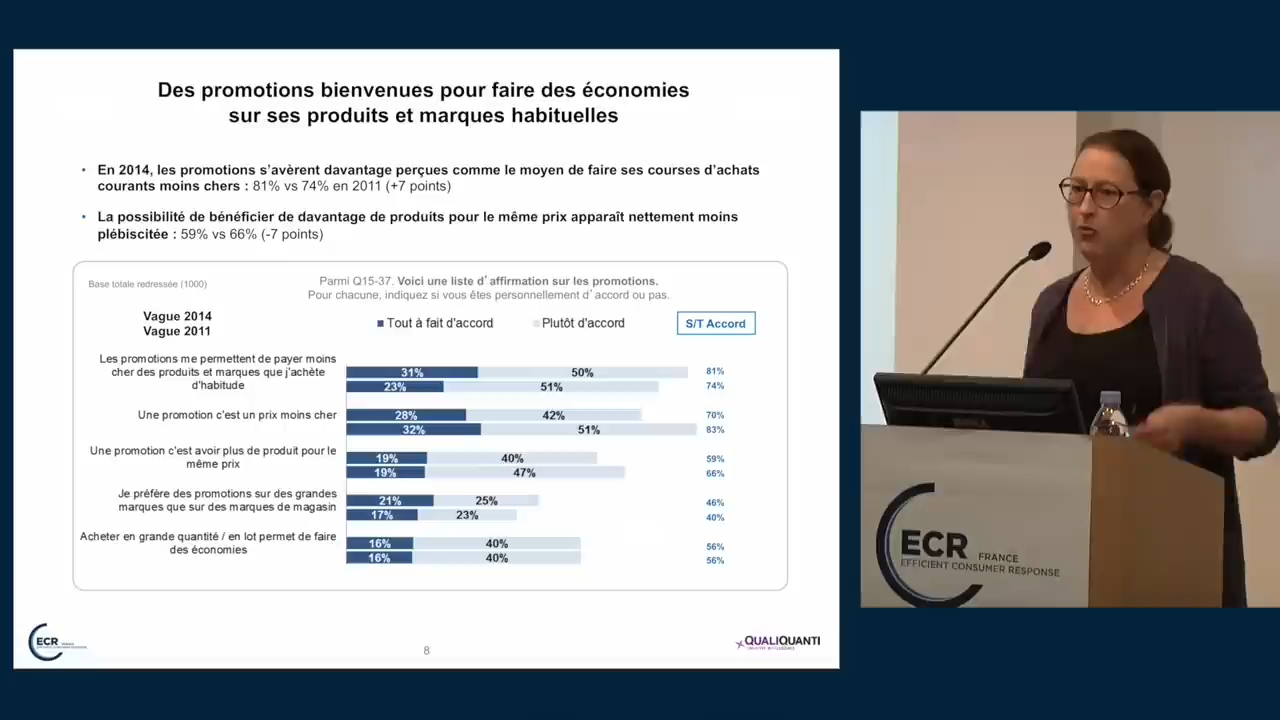 Des promotions bienvenues pour faire des économies
sur ses produits et marques habituelles
• En 2014, les promotions s'avèrent davantage perçues comme le moyen de faire ses courses d'achats
courants moins chers : 81% vs 74% en 2011 (+7 points)
• La possibilité de bénéficier de davantage de produits pour le même prix apparaît nettement moins
plébiscitée : 59% vs 66% (-7 points)
Base totale redressée (1000)
Parmi Q15-37. Voici une liste d'affirmation sur les promotions.
Pour chacune, indiquez si vous êtes personnellement d'accord ou pas.
Vague 2014
Vague 2011
Tout à fait d'accord
Plutôt d'accord
S/T Accord
Les promotions me permettent de payer moins
cher des produits et marques que j'achète
d'habitude
31% 50% 81%
23% 51% 74%
Une promotion c'est un prix moins cher
28% 42% 70%
32% 51% 83%
Une promotion c'est avoir plus de produit pour le
même prix
19% 40% 59%
19% 47% 66%
Je préfère des promotions sur des grandes
marques que sur des marques de magasin
21% 25% 46%
17% 23% 40%
Acheter en grande quantité / en lot permet de faire
des économies
16% 40% 56%
16% 40% 56%
ECR
8
QUALIQUANTI
ECR FRANCE
EFFICIENT CONSUMER RESPONSE